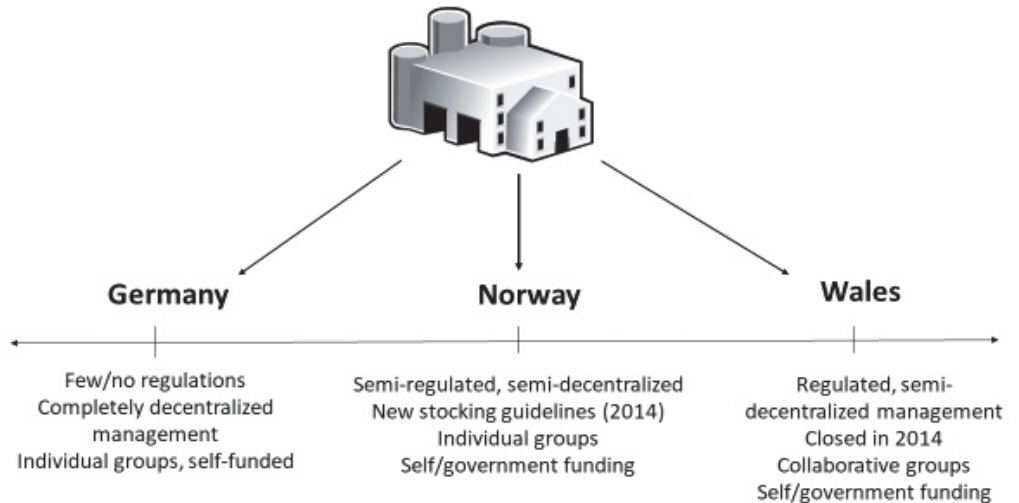 Germany
Few/no regulations
Completely decentralized
management
Individual groups, self-funded
Norway
Semi-regulated, semi-decentralized
New stocking guidelines (2014)
Individual groups
Self/government funding
Wales
Regulated, semi-
decentralized management
Closed in 2014
Collaborative groups
Self/government funding